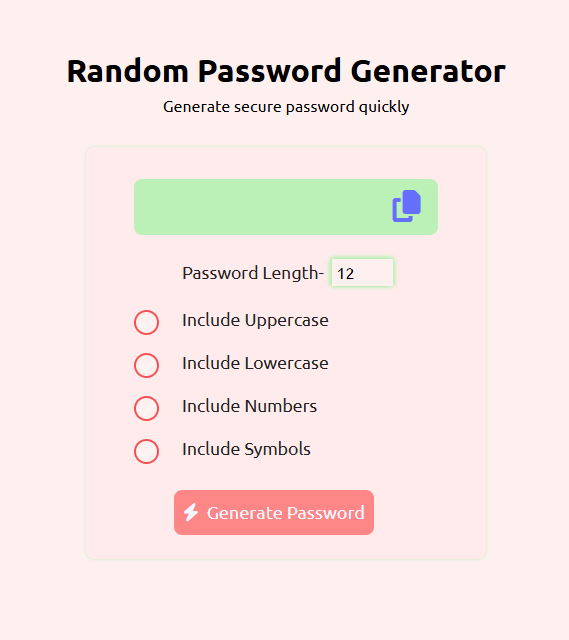 Random Password Generator
Generate secure password quickly
Password Length- 12
Include Uppercase
Include Lowercase
Include Numbers
Include Symbols
Generate Password